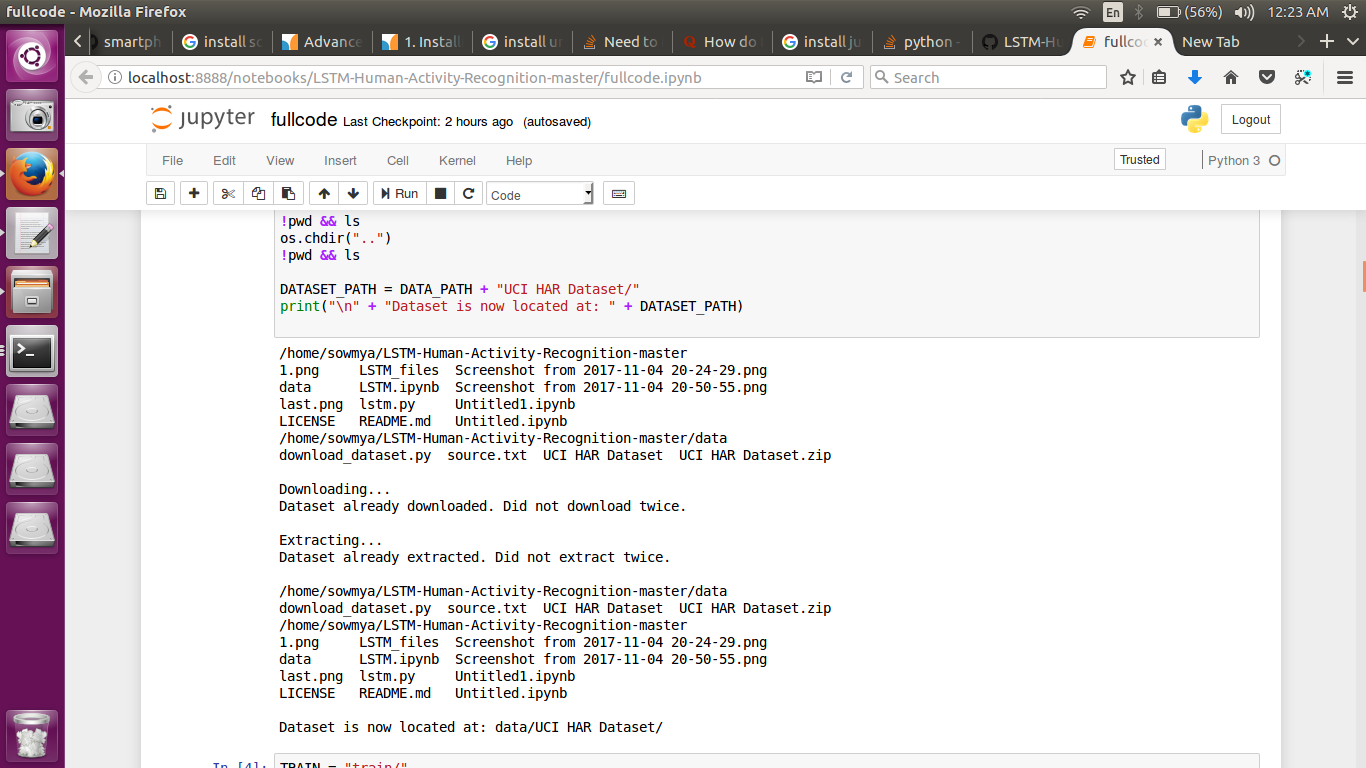 fullcode - Mozilla Firefox
En
(56%)
12:23 AM
smartph
install sc
Advance
1. Install
install ur
Need to
How do
install ju
python -
LSTM-Hu
fullcod
New Tab
localhost:8888/notebooks/LSTM-Human-Activity-Recognition-master/fullcode.ipynb
Search
jupyter
fullcode Last Checkpoint: 2 hours ago (autosaved)
Logout
File Edit View Insert Cell Kernel Help
Trusted
Python 3
Run
Code
!pwd && ls
os.chdir("..")
!pwd && ls
DATASET_PATH = DATA_PATH + "UCI HAR Dataset/"
print("\n" + "Dataset is now located at: " + DATASET_PATH)
/home/sowmya/LSTM-Human-Activity-Recognition-master
1.png LSTM_files Screenshot from 2017-11-04 20-24-29.png
data LSTM.ipynb Screenshot from 2017-11-04 20-50-55.png
last.png lstm.py Untitled1.ipynb
LICENSE README.md Untitled.ipynb
/home/sowmya/LSTM-Human-Activity-Recognition-master/data
download_dataset.py source.txt UCI HAR Dataset UCI HAR Dataset.zip
Downloading...
Dataset already downloaded. Did not download twice.
Extracting...
Dataset already extracted. Did not extract twice.
/home/sowmya/LSTM-Human-Activity-Recognition-master/data
download_dataset.py source.txt UCI HAR Dataset UCI HAR Dataset.zip
/home/sowmya/LSTM-Human-Activity-Recognition-master
1.png LSTM_files Screenshot from 2017-11-04 20-24-29.png
data LSTM.ipynb Screenshot from 2017-11-04 20-50-55.png
last.png lstm.py Untitled1.ipynb
LICENSE README.md Untitled.ipynb
Dataset is now located at: data/UCI HAR Dataset/
In [4]: TRAIN = "train/"